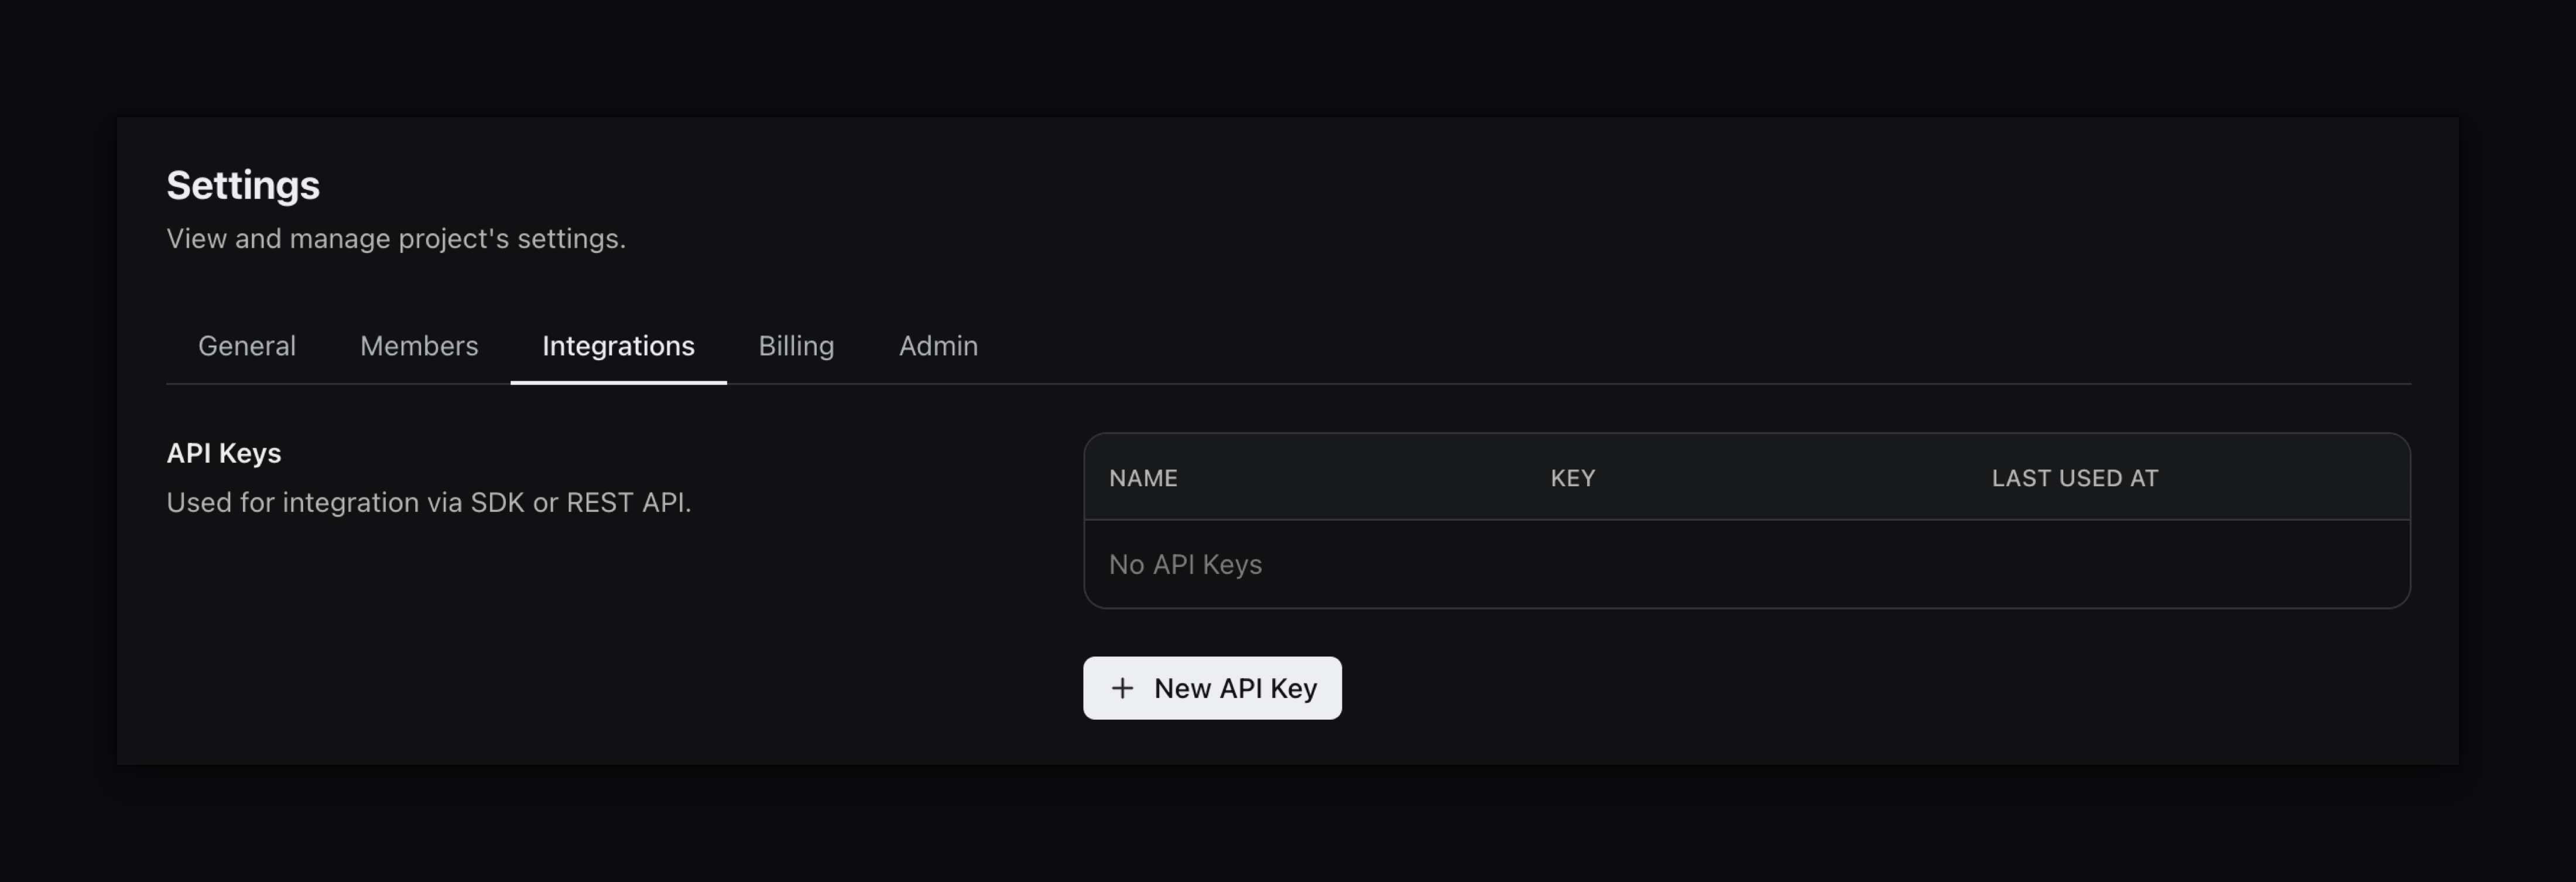 Settings
View and manage project's settings.
General Members Integrations Billing Admin
API Keys
Used for integration via SDK or REST API.
NAME KEY LAST USED AT
No API Keys
New API Key